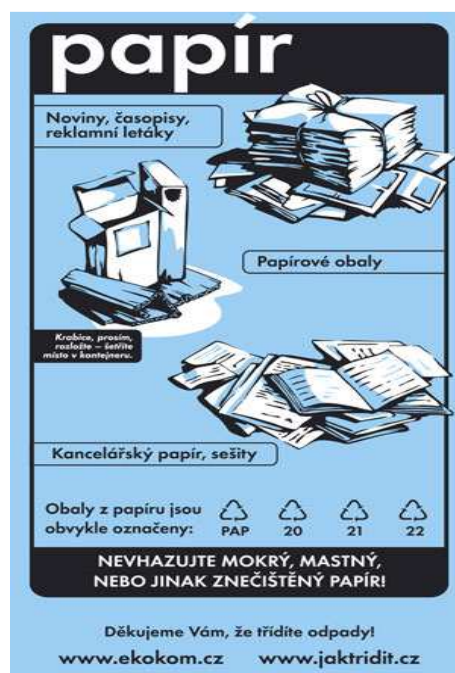 papír
Noviny, časopisy,
reklamní letáky
Papírové obaly
Krabice, prosím,
rozložte – šetříte
místo v kontejneru.
Kancelářský papír, sešity
Obaly z papíru jsou
obvykle označeny:
PAP 20 21 22
NEVHAZUJTE MOKRÝ, MASTNÝ,
NEBO JINAK ZNEČIŠTĚNÝ PAPÍR!
Děkujeme Vám, že třídíte odpady!
www.ekokom.cz www.jaktridit.cz